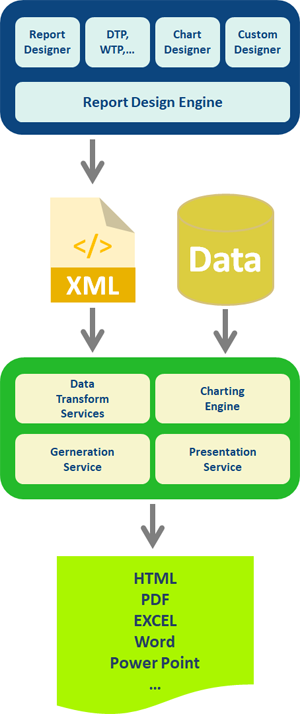 Report
Designer
DTP,
WTP,...
Chart
Designer
Custom
Designer
Report Design Engine
</>
XML
Data
Data
Transform
Services
Charting
Engine
Gerneration
Service
Presentation
Service
HTML
PDF
EXCEL
Word
Power Point
...